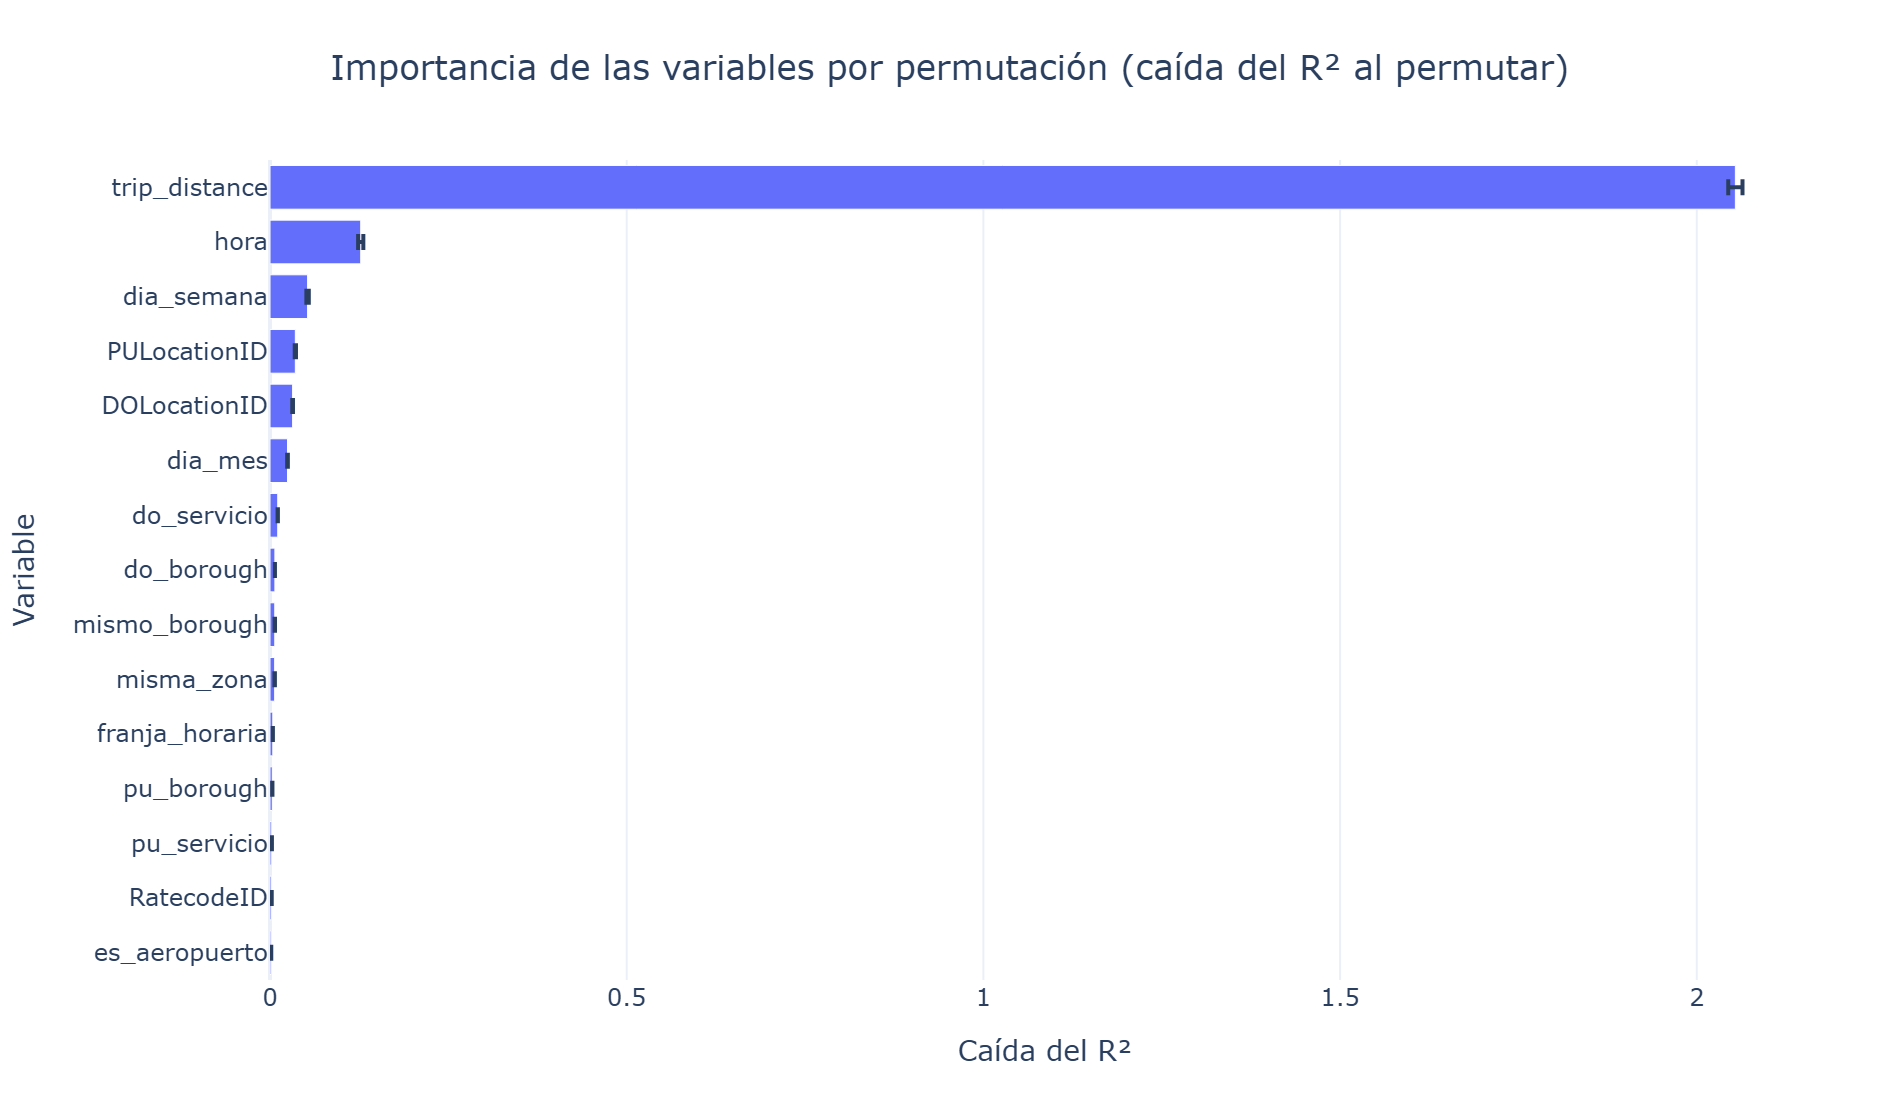 Importancia de las variables por permutación (caída del R² al permutar)
trip_distance
hora
dia_semana
PULocationID
DOLocationID
dia_mes
do_servicio
do_borough
mismo_borough
misma_zona
franja_horaria
pu_borough
pu_servicio
RatecodeID
es_aeropuerto
Variable
0 0.5 1 1.5 2
Caída del R²